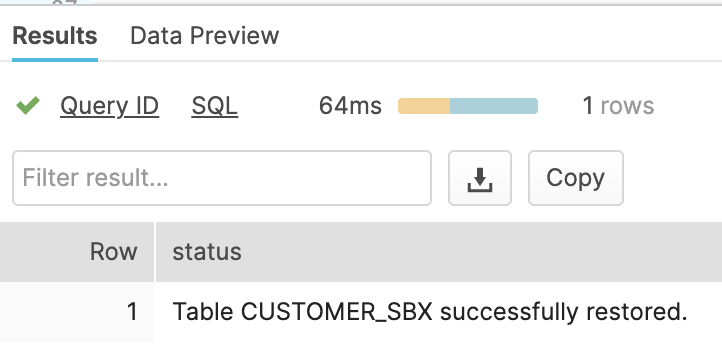 Results Data Preview
Query ID SQL 64ms 1 rows
Filter result... Copy
Row status
1 Table CUSTOMER_SBX successfully restored.